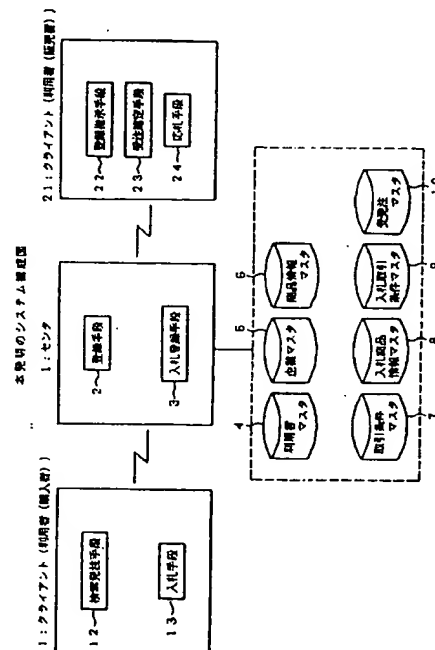 本発明のシステム構成図
1:クライアント(利用者(購入者))
検索発注手段
12
入札手段
13
1:センタ
登録手段
2
入札登録手段
3
21:クライアント(利用者(販売者))
登録指示手段
22
受注確定手段
23
応札手段
24
利用者
マスタ
4
企業マスタ
6
商品情報
マスタ
6
取引条件
マスタ
7
入札商品
情報マスタ
8
入札取引
条件マスタ
9
受発注
マスタ
10